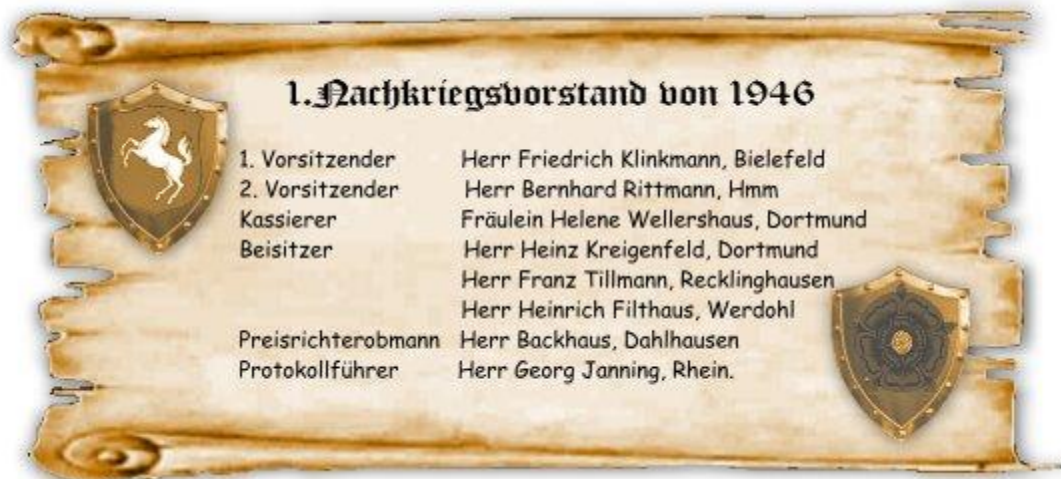 1. Nachkriegsvorstand von 1946
1. Vorsitzender Herr Friedrich Klinkmann, Bielefeld
2. Vorsitzender Herr Bernhard Rittmann, Hmm
Kassierer Fräulein Helene Wellershaus, Dortmund
Beisitzer Herr Heinz Kreigenfeld, Dortmund
Herr Franz Tillmann, Recklinghausen
Herr Heinrich Filthaus, Werdohl
Preisrichterobmann Herr Backhaus, Dahlhausen
Protokollführer Herr Georg Janning, Rhein.